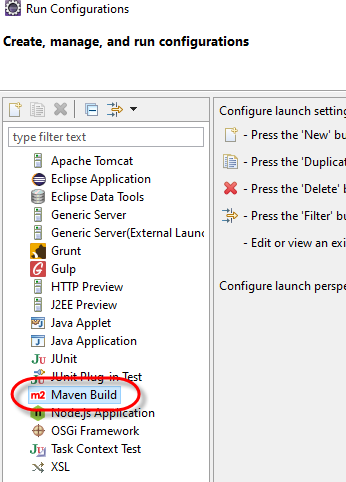 Run Configurations
Create, manage, and run configurations
type filter text
Apache Tomcat
Eclipse Application
Eclipse Data Tools
Generic Server
Generic Server(External Launc
Grunt
Gulp
HTTP Preview
J2EE Preview
Java Applet
Java Application
JUnit
JUnit Plug-in Test
m2 Maven Build
Node.js Application
OSGi Framework
Task Context Test
XSL
Configure launch setting
- Press the 'New' bu
- Press the 'Duplicat
- Press the 'Delete' b
- Press the 'Filter' bu
- Edit or view an exi
Configure launch perspe